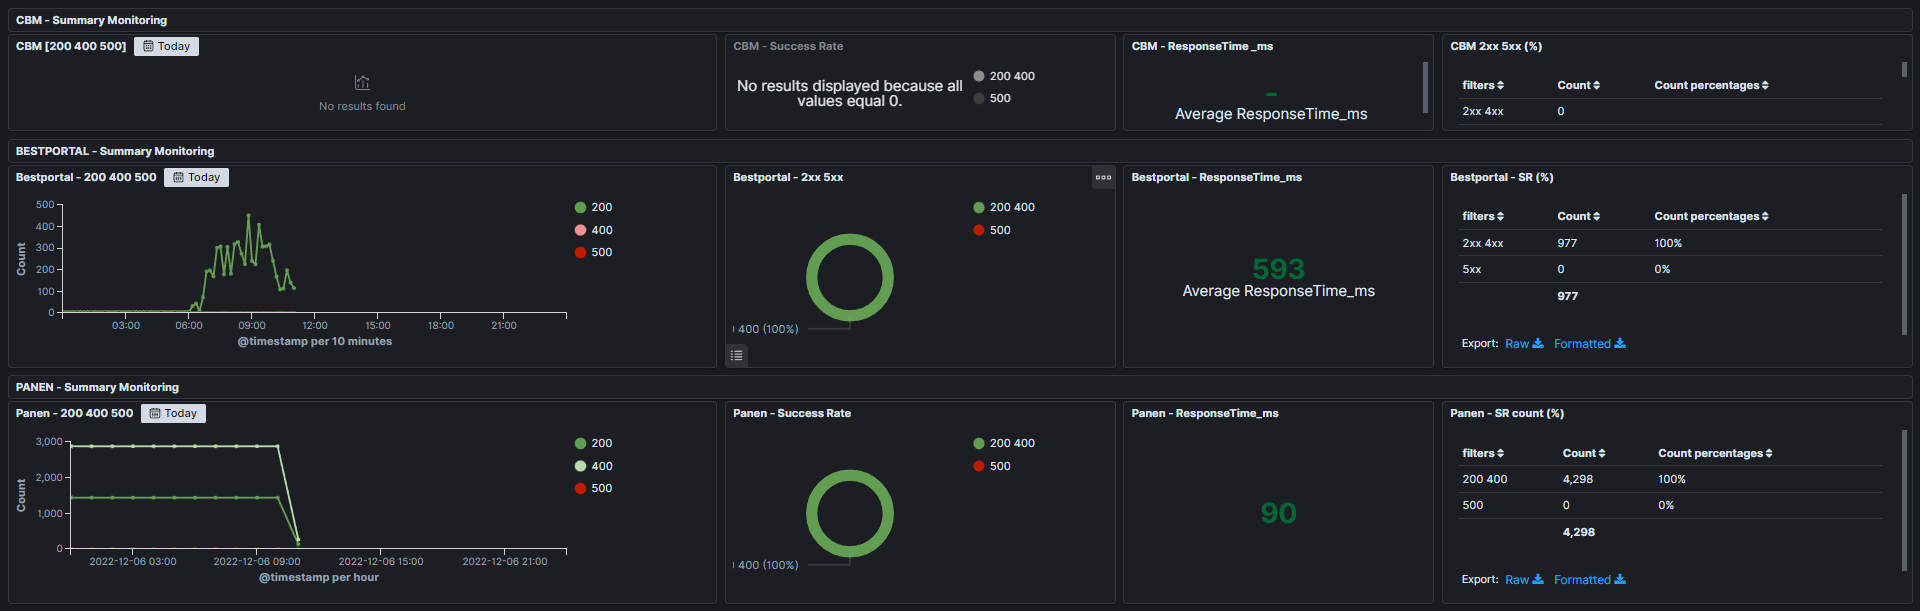 CBM - Summary Monitoring
CBM [200 400 500] Today
No results found
CBM - Success Rate
No results displayed because all
values equal 0.
200 400
500
CBM - ResponseTime _ms
-
Average ResponseTime_ms
CBM 2xx 5xx (%)
filters Count Count percentages
2xx 4xx 0
BESTPORTAL - Summary Monitoring
Bestportal - 200 400 500 Today
Count
500
400
300
200
100
0
03:00 06:00 09:00 12:00 15:00 18:00 21:00
@timestamp per 10 minutes
200
400
500
Bestportal - 2xx 5xx
200 400
500
400 (100%)
Bestportal - ResponseTime_ms
593
Average ResponseTime_ms
Bestportal - SR (%)
filters Count Count percentages
2xx 4xx 977 100%
5xx 0 0%
977
Export: Raw Formatted
PANEN - Summary Monitoring
Panen - 200 400 500 Today
Count
3,000
2,000
1,000
0
2022-12-06 03:00 2022-12-06 09:00 2022-12-06 15:00 2022-12-06 21:00
@timestamp per hour
200
400
500
Panen - Success Rate
200 400
500
400 (100%)
Panen - ResponseTime_ms
90
Panen - SR count (%)
filters Count Count percentages
200 400 4,298 100%
500 0 0%
4,298
Export: Raw Formatted